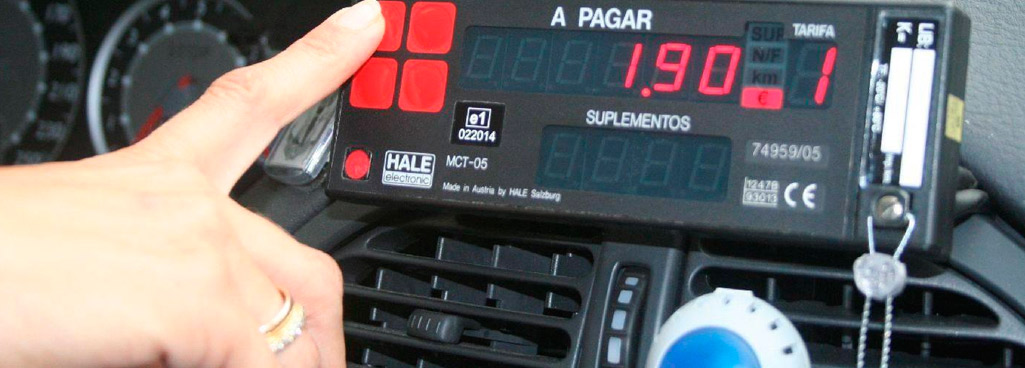 A PAGAR
SUP
TARIFA
N/F
km
€
1.90
1
SUPLEMENTOS
e1
022014
74959/05
HALE
electronic
MCT-05
Made in Austria by HALE Salzburg
12478
93013
CE